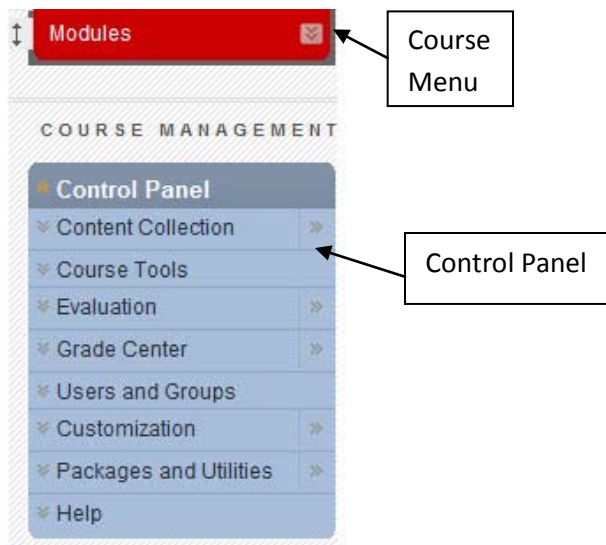 Modules
Course
Menu
COURSE MANAGEMENT
Control Panel
Content Collection
Control Panel
Course Tools
Evaluation
Grade Center
Users and Groups
Customization
Packages and Utilities
Help